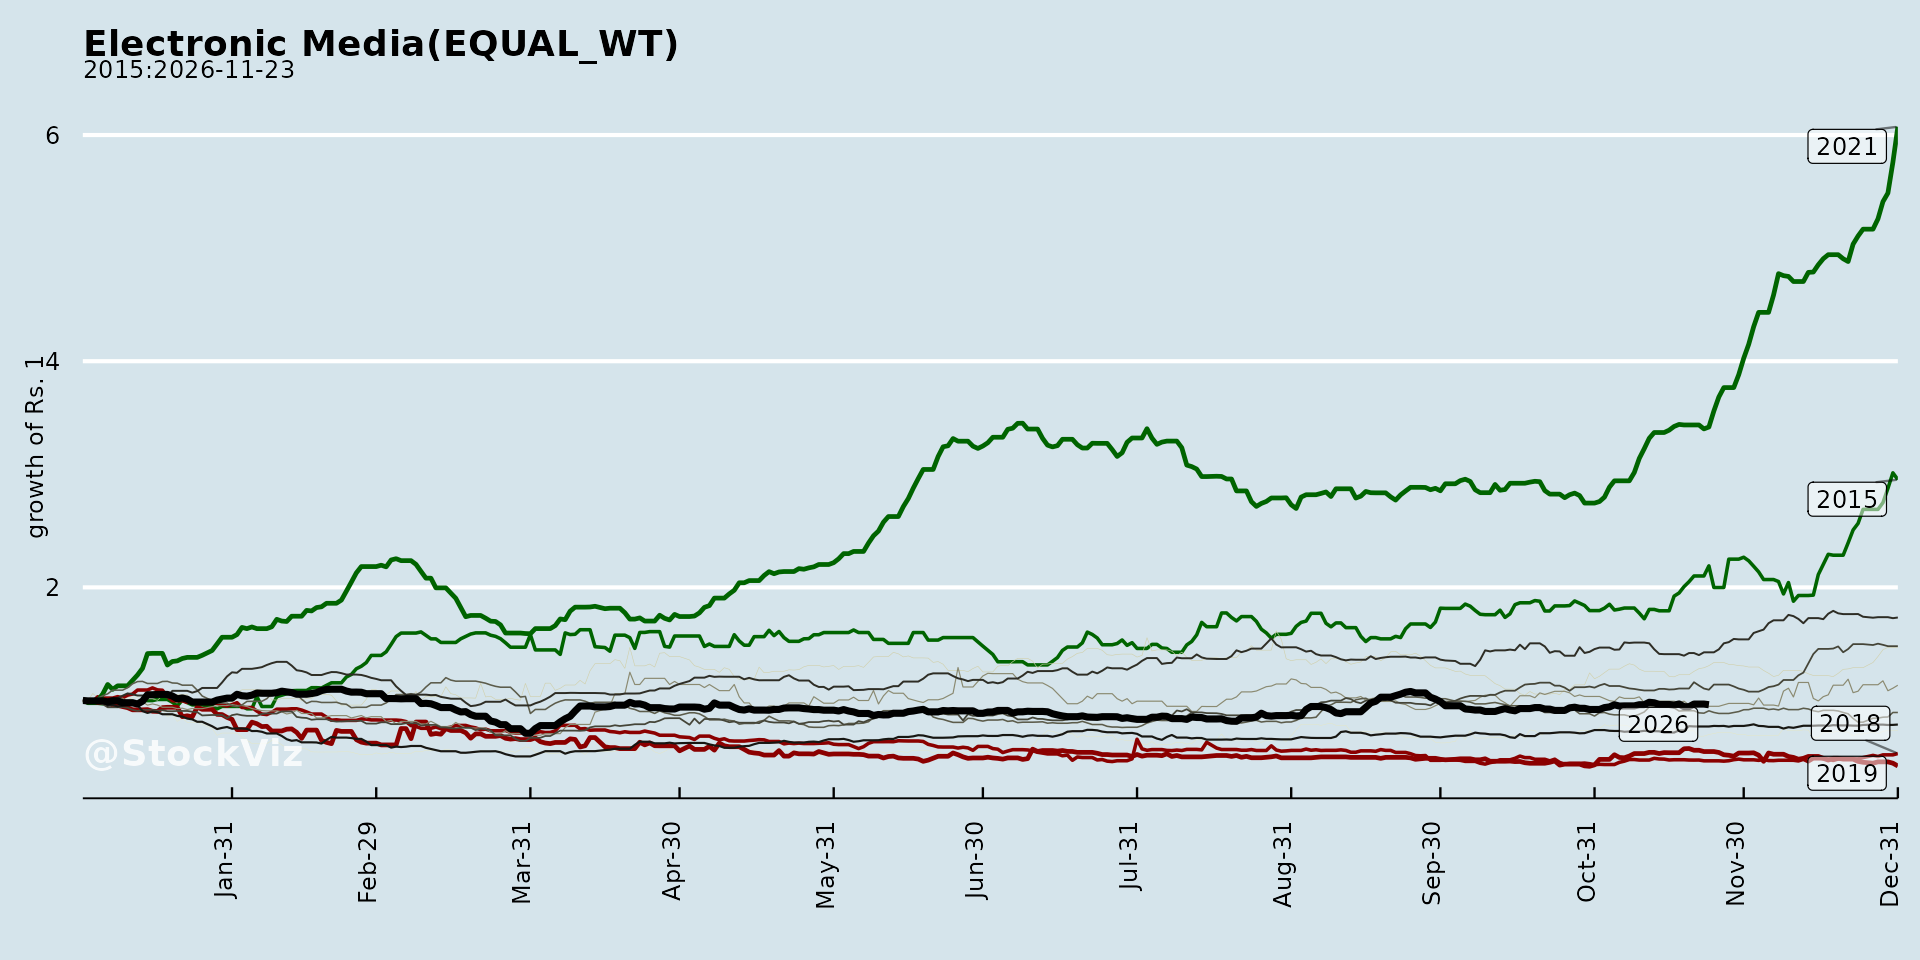 Electronic Media(EQUAL_WT)
2015:2026-11-23
growth of Rs. 1
6
4
2
2021
2015
2026
2018
2019
@StockViz
Jan-31
Feb-29
Mar-31
Apr-30
May-31
Jun-30
Jul-31
Aug-31
Sep-30
Oct-31
Nov-30
Dec-31